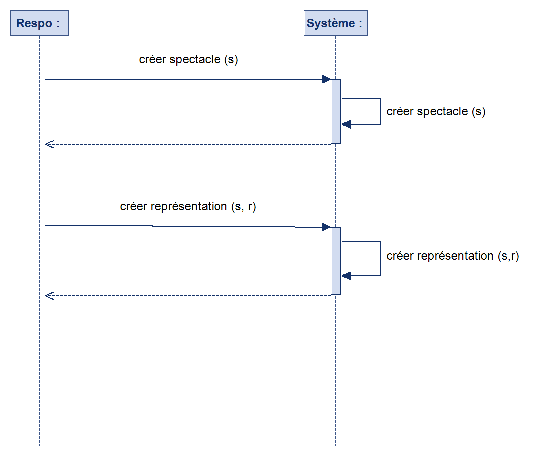 Respo :
Système :
créer spectacle (s)
créer spectacle (s)
créer représentation (s, r)
créer représentation (s,r)